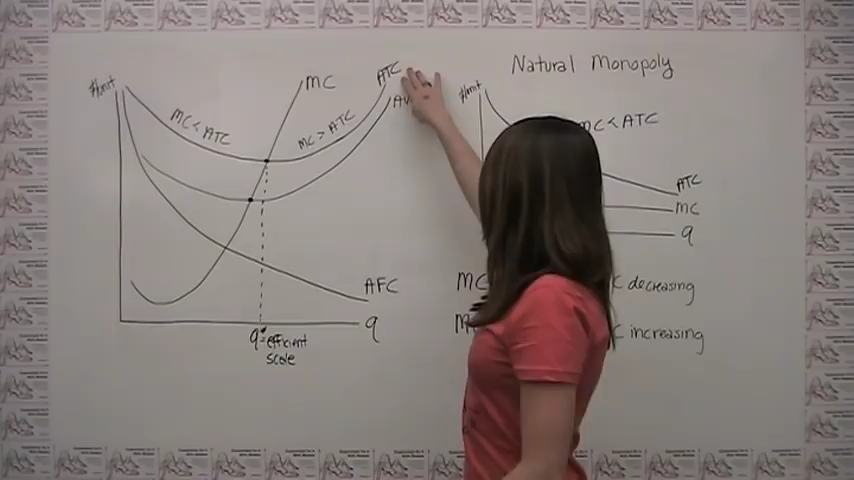 $/unit
MC
MC < ATC
MC > ATC
ATC
AFC
q
q = efficient
scale
Natural Monopoly
$/unit
MC < ATC
ATC
MC
q
MC
decreasing
increasing